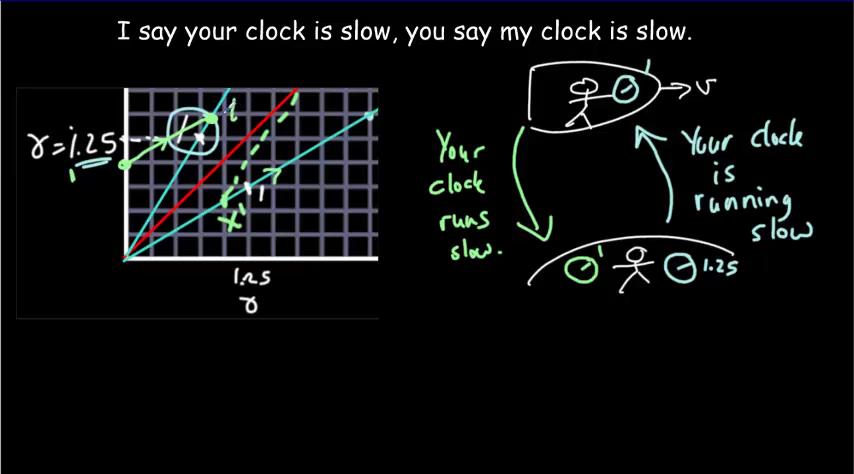 I say your clock is slow, you say my clock is slow.
γ=1.25
1
1
1
x'
1.25
γ
Your
clock
runs
slow.
1
v
Your clock
is
running
slow
1
1.25